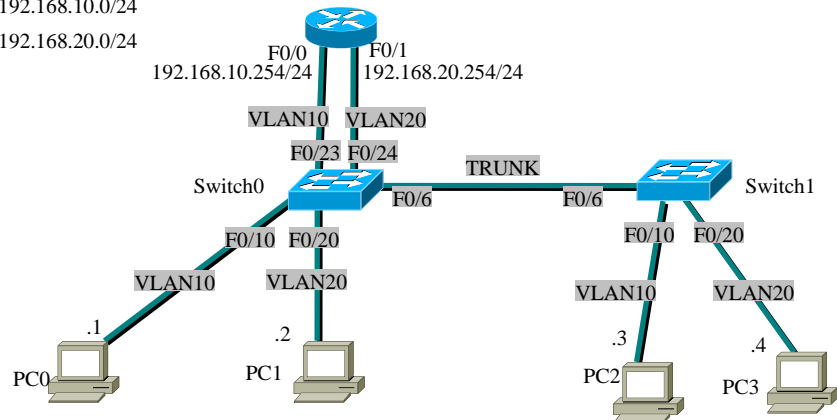 192.168.10.0/24
192.168.20.0/24
F0/0
F0/1
192.168.10.254/24
192.168.20.254/24
VLAN10
VLAN20
F0/23
F0/24
TRUNK
Switch0
Switch1
F0/6
F0/6
F0/10
F0/20
F0/10
F0/20
VLAN10
VLAN20
VLAN10
VLAN20
.1
.2
.3
.4
PC0
PC1
PC2
PC3